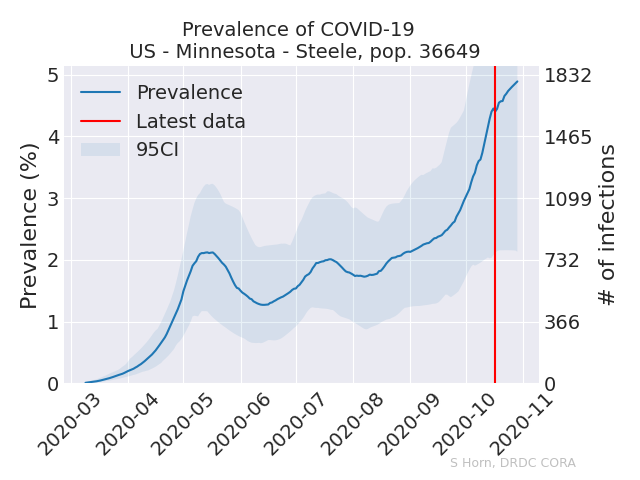 Prevalence of COVID-19
US - Minnesota - Steele, pop. 36649
Prevalence
Latest data
95CI
Prevalence (%)
5
4
3
2
1
0
1832
1465
1099
732
366
0
# of infections
2020-03
2020-04
2020-05
2020-06
2020-07
2020-08
2020-09
2020-10
2020-11
S Horn, DRDC CORA